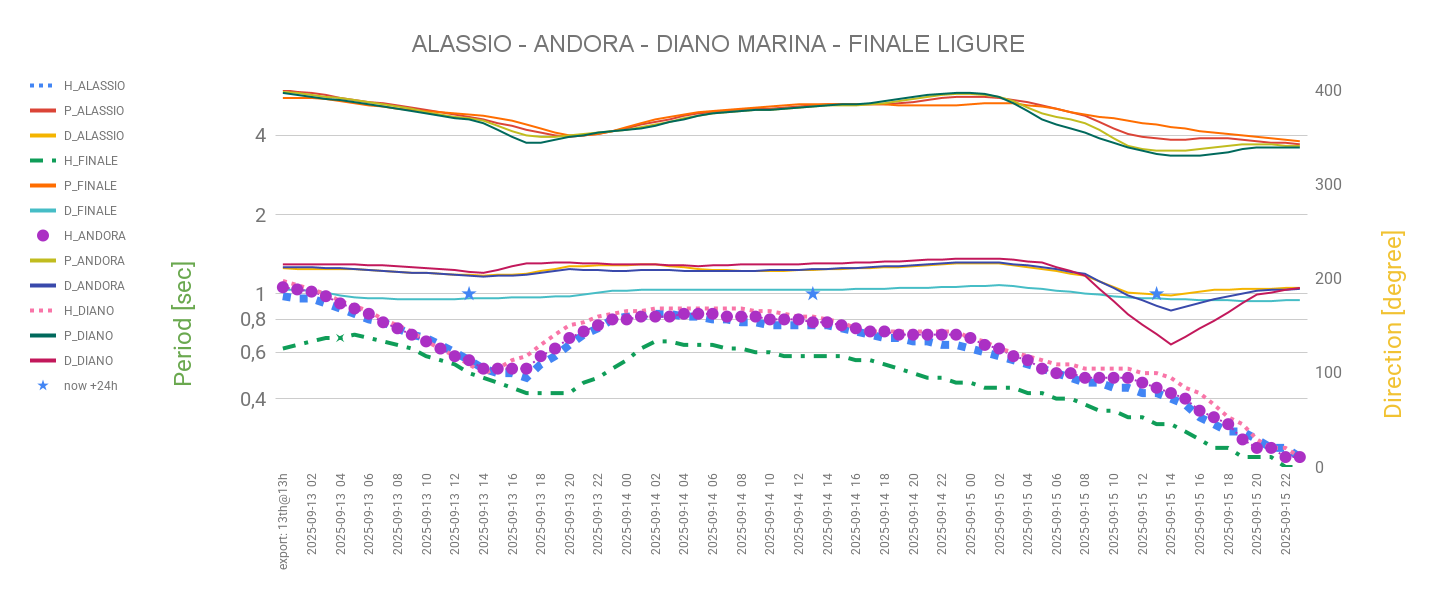 ALASSIO - ANDORA - DIANO MARINA - FINALE LIGURE
H_ALASSIO
P_ALASSIO
D_ALASSIO
H_FINALE
P_FINALE
D_FINALE
H_ANDORA
P_ANDORA
D_ANDORA
H_DIANO
P_DIANO
D_DIANO
now +24h
Period [sec]
4
2
1
0,8
0,6
0,4
400
300
200
100
0
Direction [degree]
export: 13th@13h
2025-09-13 02
2025-09-13 04
2025-09-13 06
2025-09-13 08
2025-09-13 10
2025-09-13 12
2025-09-13 14
2025-09-13 16
2025-09-13 18
2025-09-13 20
2025-09-13 22
2025-09-14 00
2025-09-14 02
2025-09-14 04
2025-09-14 06
2025-09-14 08
2025-09-14 10
2025-09-14 12
2025-09-14 14
2025-09-14 16
2025-09-14 18
2025-09-14 20
2025-09-14 22
2025-09-15 00
2025-09-15 02
2025-09-15 04
2025-09-15 06
2025-09-15 08
2025-09-15 10
2025-09-15 12
2025-09-15 14
2025-09-15 16
2025-09-15 18
2025-09-15 20
2025-09-15 22